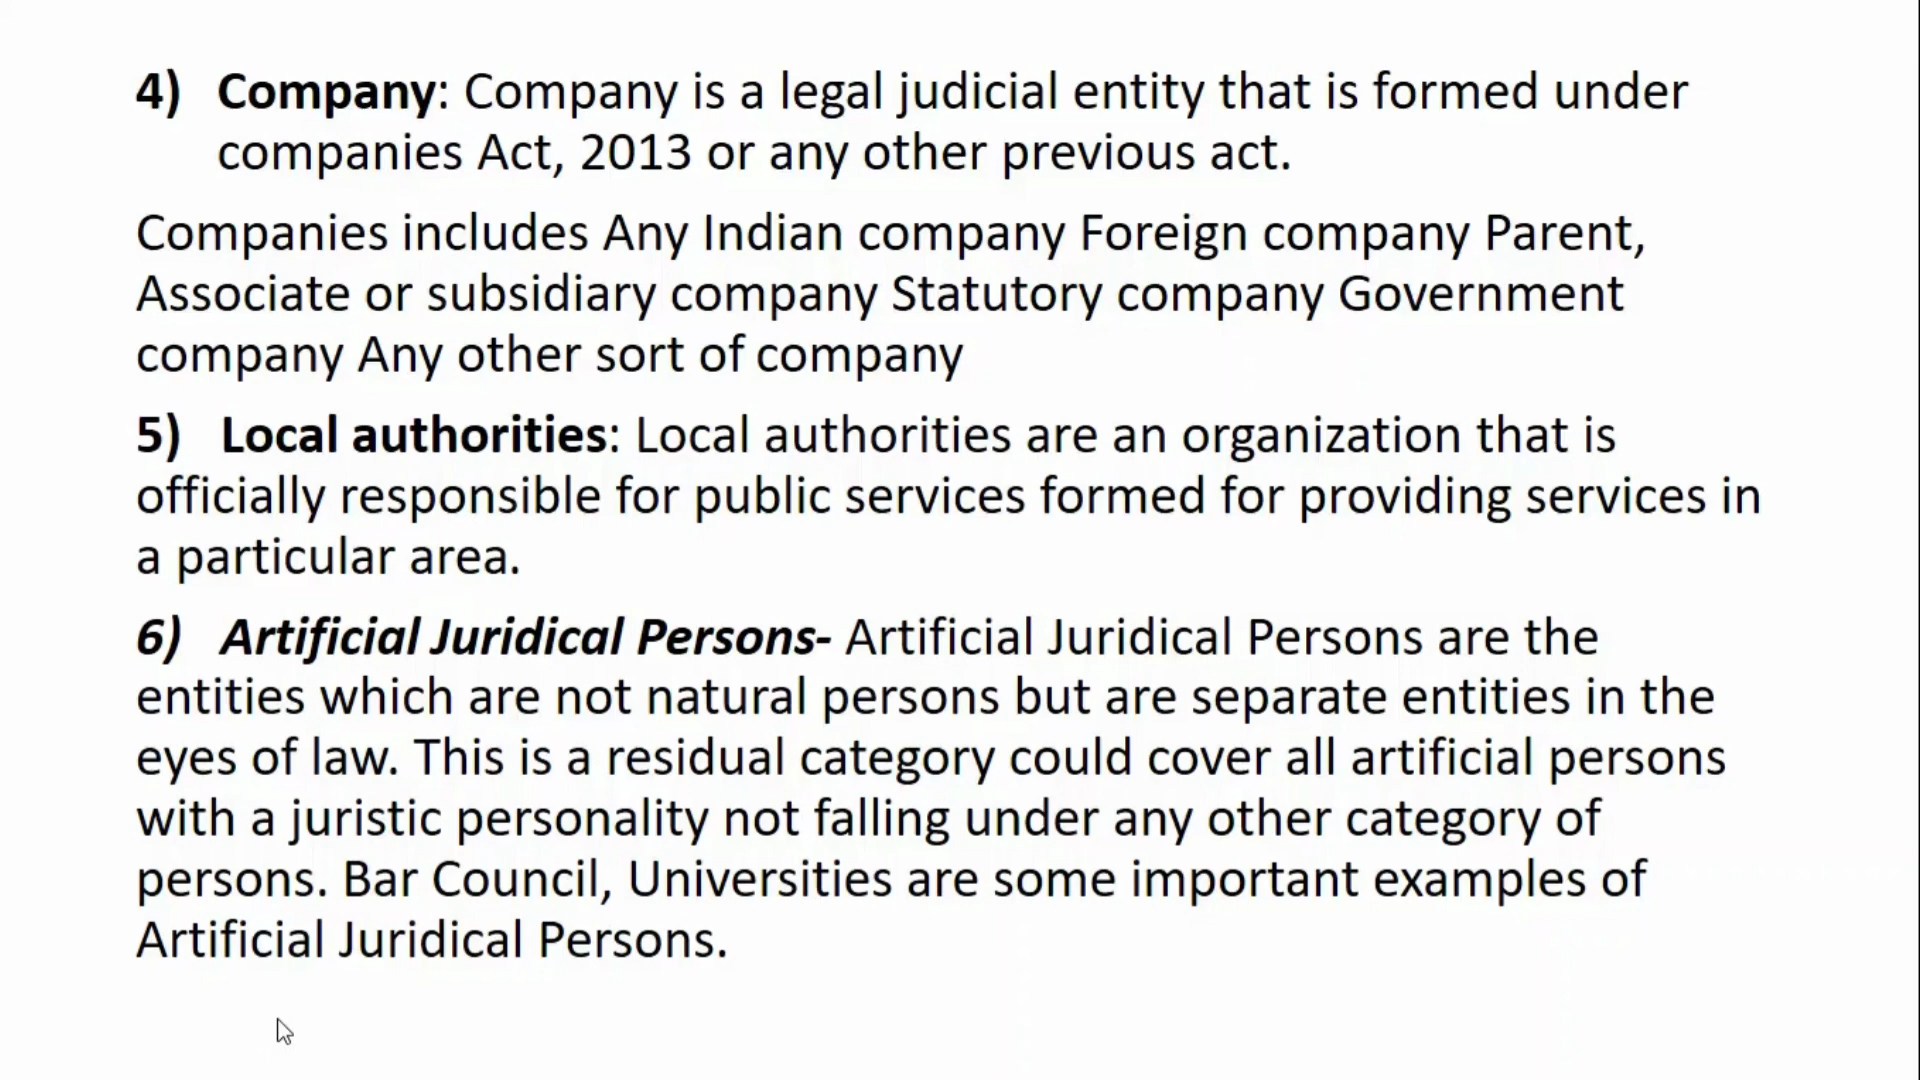 4) Company: Company is a legal judicial entity that is formed under
companies Act, 2013 or any other previous act.
Companies includes Any Indian company Foreign company Parent,
Associate or subsidiary company Statutory company Government
company Any other sort of company
5) Local authorities: Local authorities are an organization that is
officially responsible for public services formed for providing services in
a particular area.
6) Artificial Juridical Persons- Artificial Juridical Persons are the
entities which are not natural persons but are separate entities in the
eyes of law. This is a residual category could cover all artificial persons
with a juristic personality not falling under any other category of
persons. Bar Council, Universities are some important examples of
Artificial Juridical Persons.